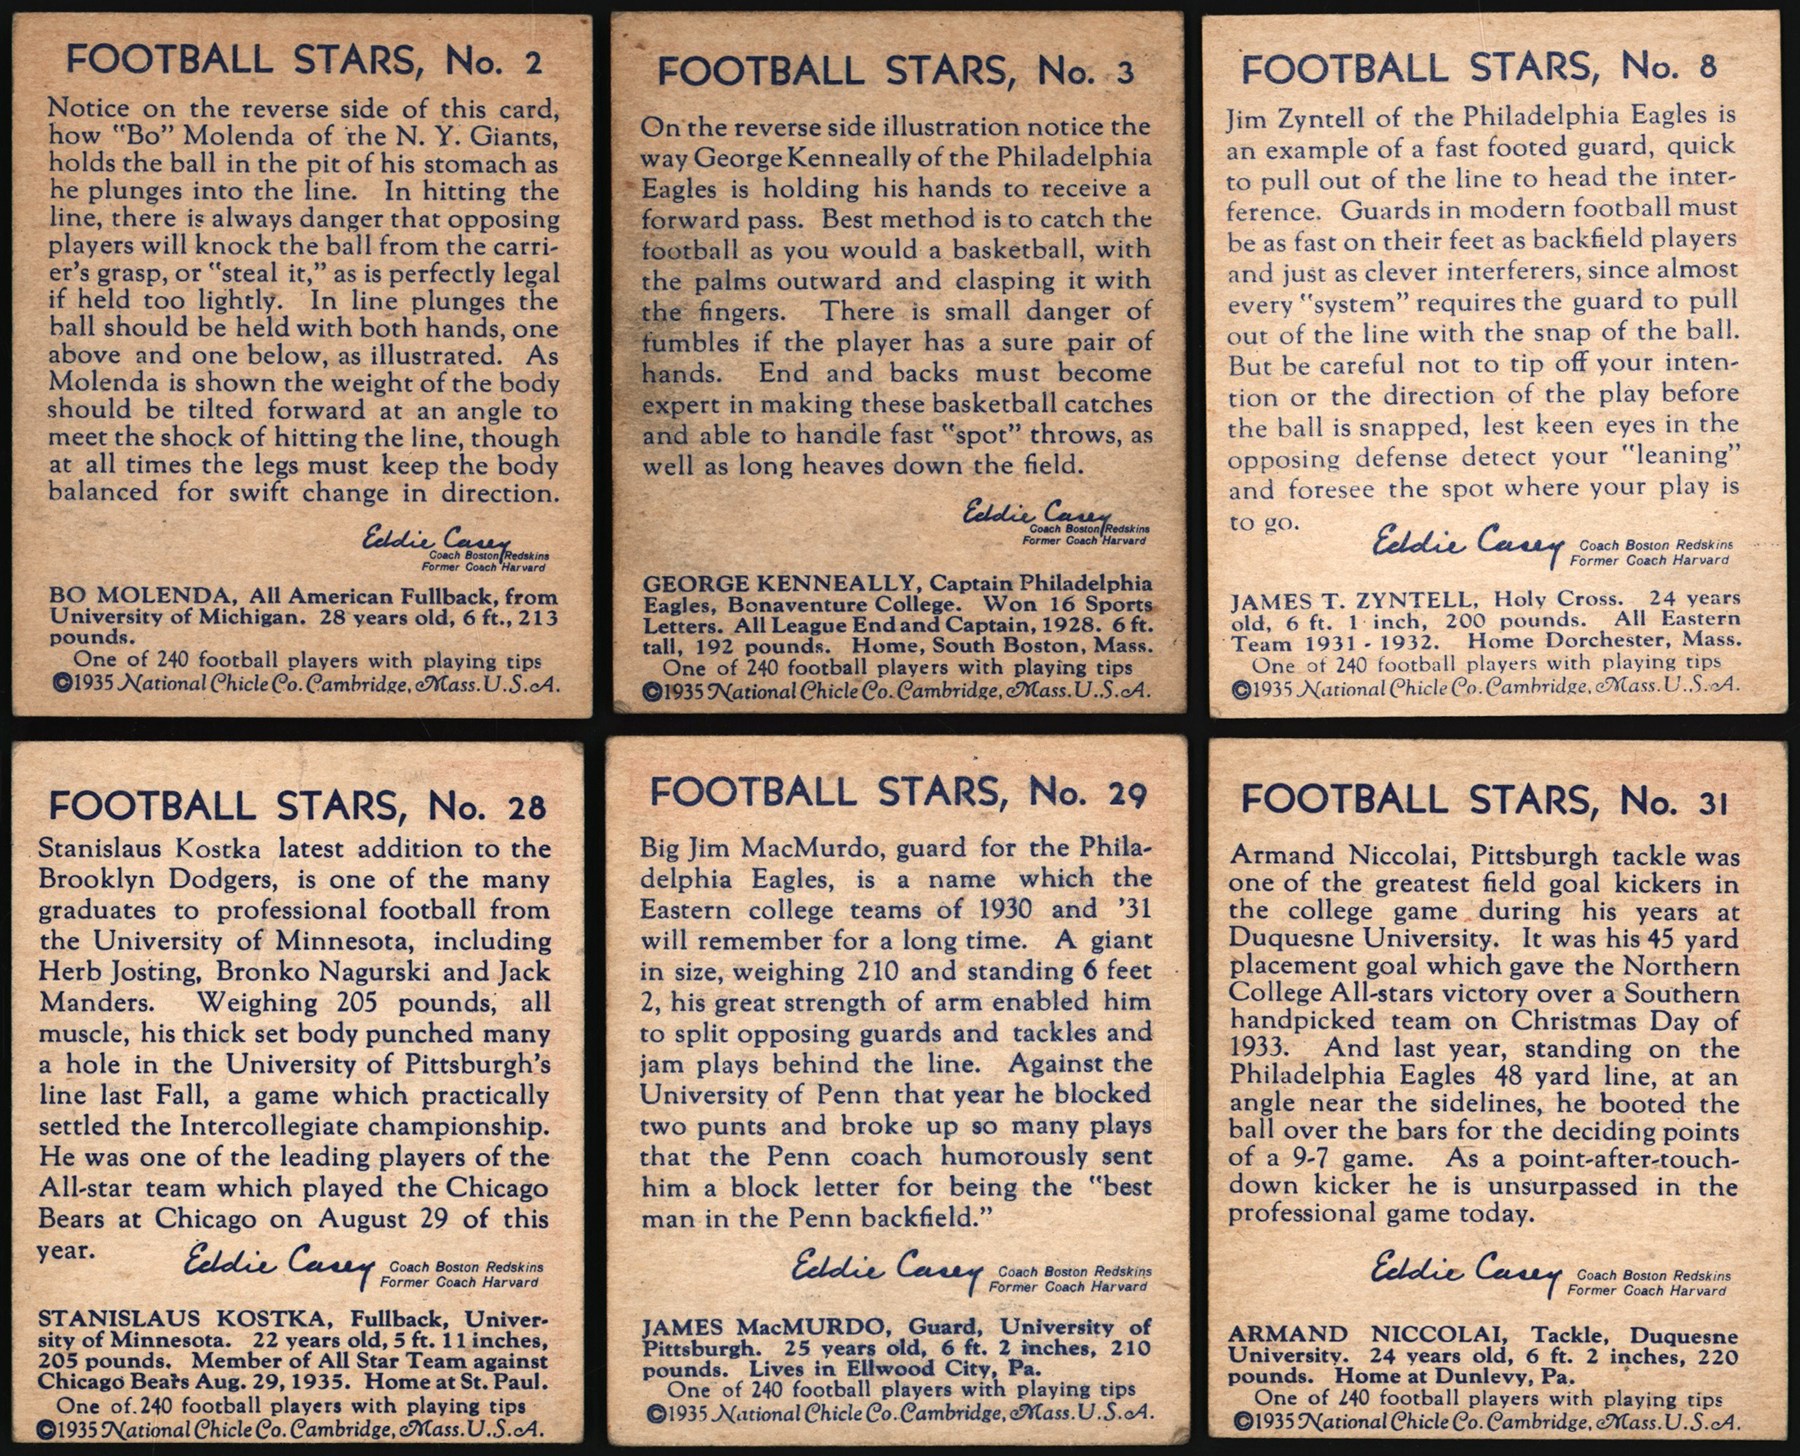 FOOTBALL STARS, No. 2
Notice on the reverse side of this card,
how "Bo" Molenda of the N. Y. Giants,
holds the ball in the pit of his stomach as
he plunges into the line. In hitting the
line, there is always danger that opposing
players will knock the ball from the carri-
er's grasp, or "steal it," as is perfectly legal
if held too lightly. In line plunges the
ball should be held with both hands, one
above and one below, as illustrated. As
Molenda is shown the weight of the body
should be tilted forward at an angle to
meet the shock of hitting the line, though
at all times the legs must keep the body
balanced for swift change in direction.
Eddie Casey
Coach Boston Redskins
Former Coach Harvard
BO MOLENDA, All American Fullback, from
University of Michigan. 28 years old, 6 ft., 213
pounds.
One of 240 football players with playing tips
©1935 National Chicle Co. Cambridge, Mass. U.S.A.
FOOTBALL STARS, No. 3
On the reverse side illustration notice the
way George Kenneally of the Philadelphia
Eagles is holding his hands to receive a
forward pass. Best method is to catch the
football as you would a basketball, with
the palms outward and clasping it with
the fingers. There is small danger of
fumbles if the player has a sure pair of
hands. End and backs must become
expert in making these basketball catches
and able to handle fast "spot" throws, as
well as long heaves down the field.
Eddie Casey
Coach Boston Redskins
Former Coach Harvard
GEORGE KENNEALLY, Captain Philadelphia
Eagles, Bonaventure College. Won 16 Sports
Letters. All League End and Captain, 1928. 6 ft.
tall, 192 pounds. Home, South Boston, Mass.
One of 240 football players with playing tips
©1935 National Chicle Co. Cambridge, Mass. U.S.A.
FOOTBALL STARS, No. 8
Jim Zyntell of the Philadelphia Eagles is
an example of a fast footed guard, quick
to pull out of the line to head the inter-
ference. Guards in modern football must
be as fast on their feet as backfield players
and just as clever interferers, since almost
every "system" requires the guard to pull
out of the line with the snap of the ball.
But be careful not to tip off your inten-
tion or the direction of the play before
the ball is snapped, lest keen eyes in the
opposing defense detect your "leaning"
and foresee the spot where your play is
to go.
Eddie Casey
Coach Boston Redskins
Former Coach Harvard
JAMES T. ZYNTELL, Holy Cross. 24 years
old, 6 ft. 1 inch, 200 pounds. All Eastern
Team 1931 - 1932. Home Dorchester, Mass.
One of 240 football players with playing tips
©1935 National Chicle Co. Cambridge, Mass. U.S.A.
FOOTBALL STARS, No. 28
Stanislaus Kostka latest addition to the
Brooklyn Dodgers, is one of the many
graduates to professional football from
the University of Minnesota, including
Herb Josting, Bronko Nagurski and Jack
Manders. Weighing 205 pounds, all
muscle, his thick set body punched many
a hole in the University of Pittsburgh's
line last Fall, a game which practically
settled the Intercollegiate championship.
He was one of the leading players of the
All-star team which played the Chicago
Bears at Chicago on August 29 of this
year.
Eddie Casey
Coach Boston Redskins
Former Coach Harvard
STANISLAUS KOSTKA, Fullback, Univer-
sity of Minnesota. 22 years old, 5 ft. 11 inches,
205 pounds. Member of All Star Team against
Chicago Bears Aug. 29, 1935. Home at St. Paul.
One of 240 football players with playing tips
©1935 National Chicle Co. Cambridge, Mass. U.S.A.
FOOTBALL STARS, No. 29
Big Jim MacMurdo, guard for the Phila-
delphia Eagles, is a name which the
Eastern college teams of 1930 and '31
will remember for a long time. A giant
in size, weighing 210 and standing 6 feet
2, his great strength of arm enabled him
to split opposing guards and tackles and
jam plays behind the line. Against the
University of Penn that year he blocked
two punts and broke up so many plays
that the Penn coach humorously sent
him a block letter for being the "best
man in the Penn backfield."
Eddie Casey
Coach Boston Redskins
Former Coach Harvard
JAMES MacMURDO, Guard, University of
Pittsburgh. 25 years old, 6 ft. 2 inches, 210
pounds. Lives in Ellwood City, Pa.
One of 240 football players with playing tips
©1935 National Chicle Co. Cambridge, Mass. U.S.A.
FOOTBALL STARS, No. 31
Armand Niccolai, Pittsburgh tackle was
one of the greatest field goal kickers in
the college game during his years at
Duquesne University. It was his 45 yard
placement goal which gave the Northern
College All-stars victory over a Southern
handpicked team on Christmas Day of
1933. And last year, standing on the
Philadelphia Eagles 48 yard line, at an
angle near the sidelines, he booted the
ball over the bars for the deciding points
of a 9-7 game. As a point-after-touch-
down kicker he is unsurpassed in the
professional game today.
Eddie Casey
Coach Boston Redskins
Former Coach Harvard
ARMAND NICCOLAI, Tackle, Duquesne
University. 24 years old, 6 ft. 2 inches, 220
pounds. Home at Dunlevy, Pa.
One of 240 football players with playing tips
©1935 National Chicle Co. Cambridge, Mass. U.S.A.